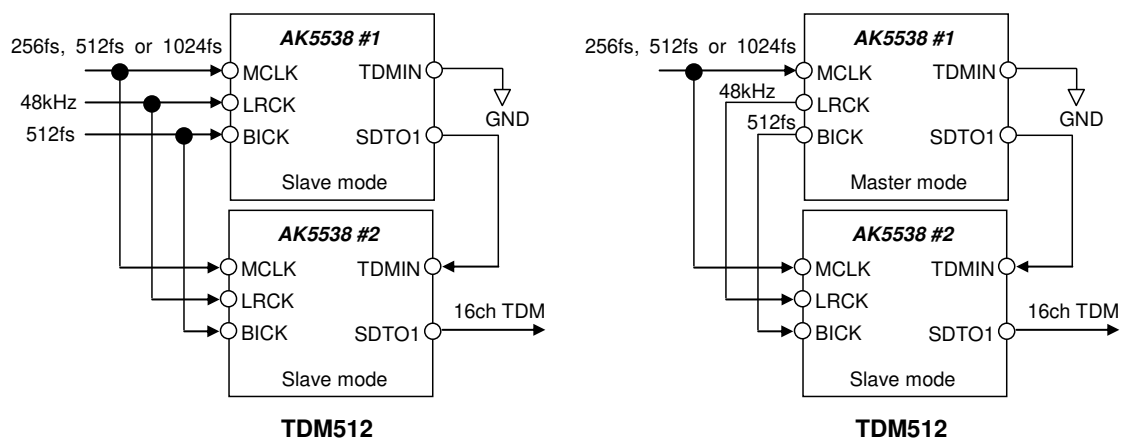 256fs, 512fs or 1024fs
48kHz
512fs
AK5538 #1
MCLK
TDMIN
LRCK
GND
BICK
SDTO1
Slave mode
AK5538 #2
MCLK
TDMIN
LRCK
16ch TDM
BICK
SDTO1
Slave mode
TDM512
256fs, 512fs or 1024fs
AK5538 #1
MCLK
TDMIN
48kHz
LRCK
GND
512fs
BICK
SDTO1
Master mode
AK5538 #2
MCLK
TDMIN
LRCK
16ch TDM
BICK
SDTO1
Slave mode
TDM512